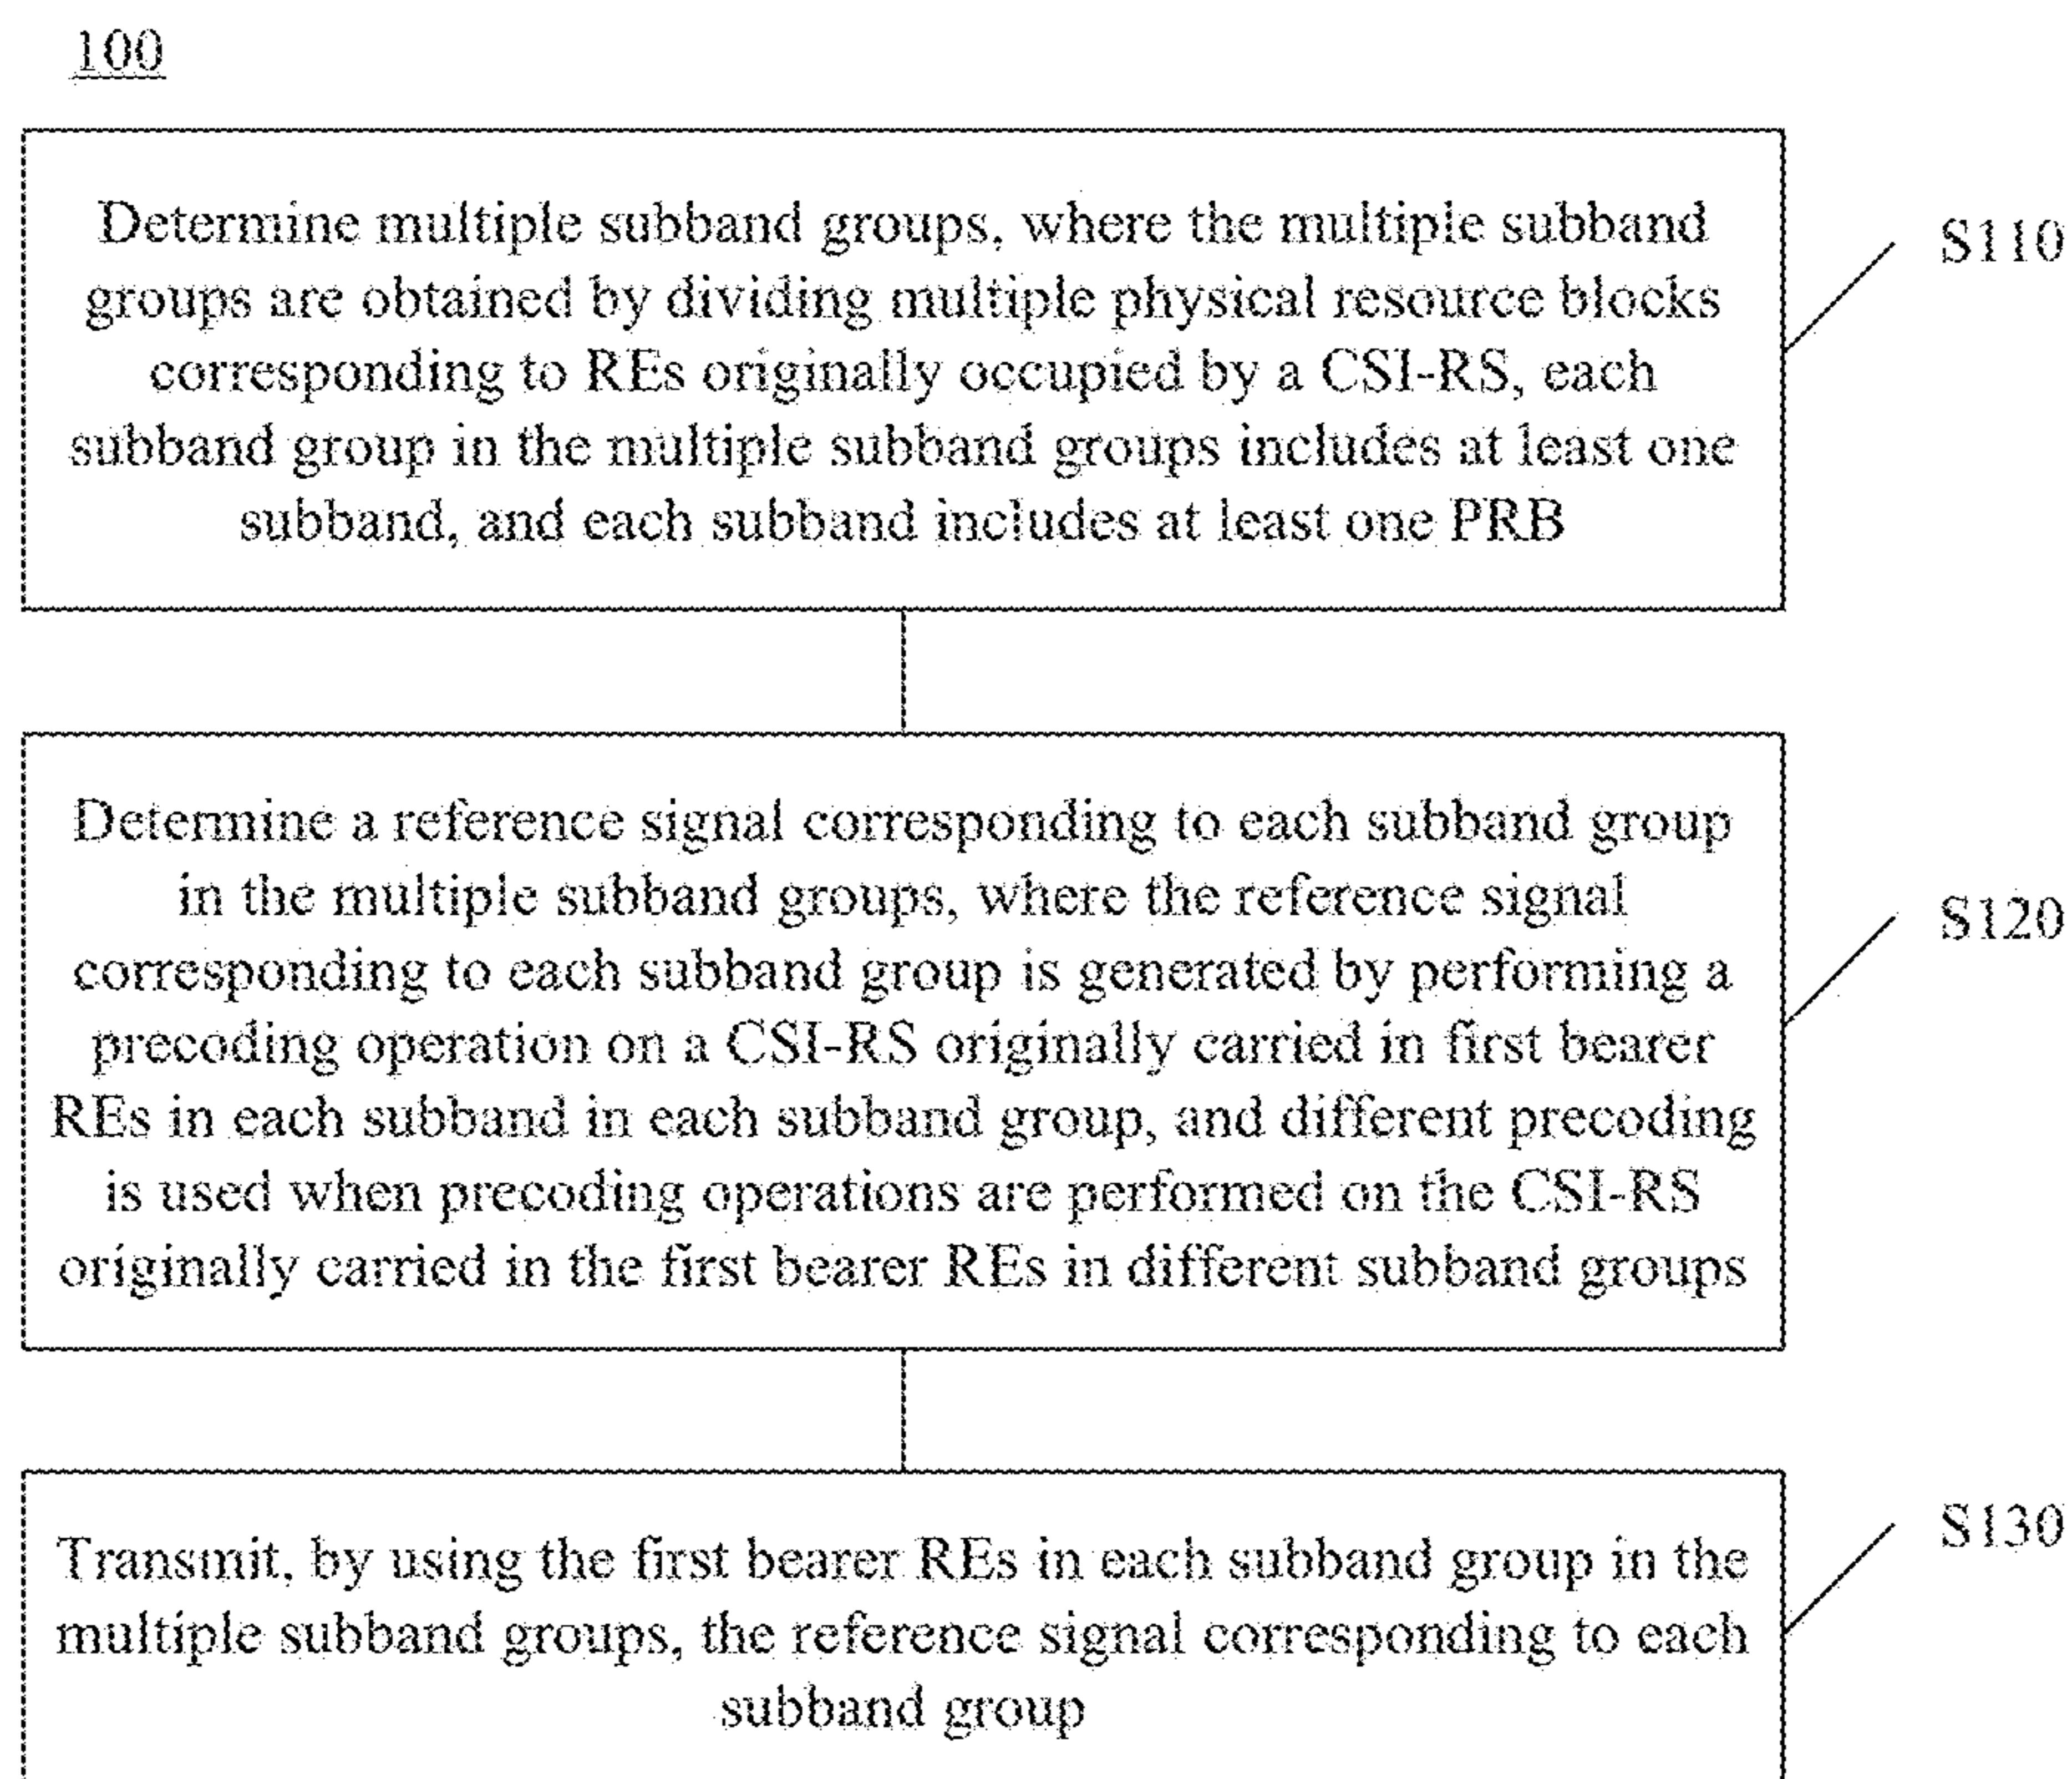 100
Determine multiple subband groups, where the multiple subband
groups are obtained by dividing multiple physical resource blocks
corresponding to REs originally occupied by a CSI-RS, each
subband group in the multiple subband groups includes at least one
subband, and each subband includes at least one PRB
S110
Determine a reference signal corresponding to each subband group
in the multiple subband groups, where the reference signal
corresponding to each subband group is generated by performing a
precoding operation on a CSI-RS originally carried in first bearer
REs in each subband in each subband group, and different precoding
is used when precoding operations are performed on the CSI-RS
originally carried in the first bearer REs in different subband groups
S120
Transmit, by using the first bearer REs in each subband group in the
multiple subband groups, the reference signal corresponding to each
subband group
S130